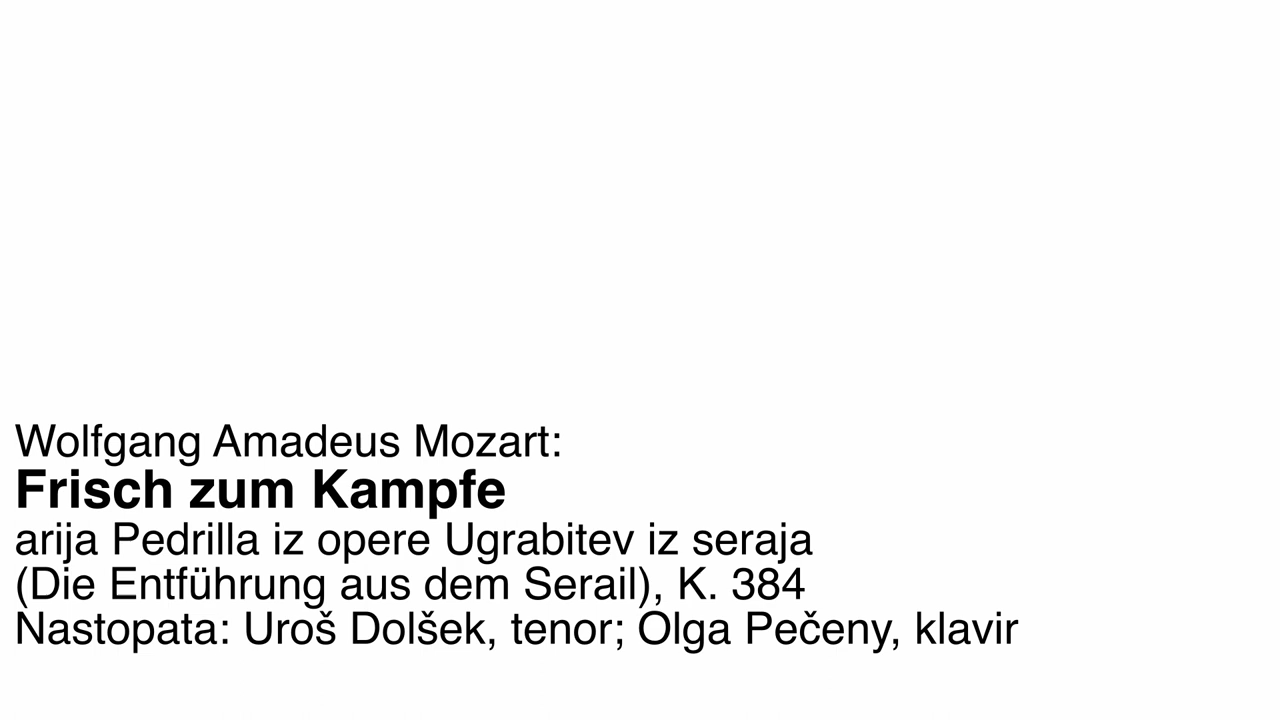 Wolfgang Amadeus Mozart:
Frisch zum Kampfe
arija Pedrilla iz opere Ugrabitev iz seraja
(Die Entführung aus dem Serail), K. 384
Nastopata: Uroš Dolšek, tenor; Olga Pečeny, klavir